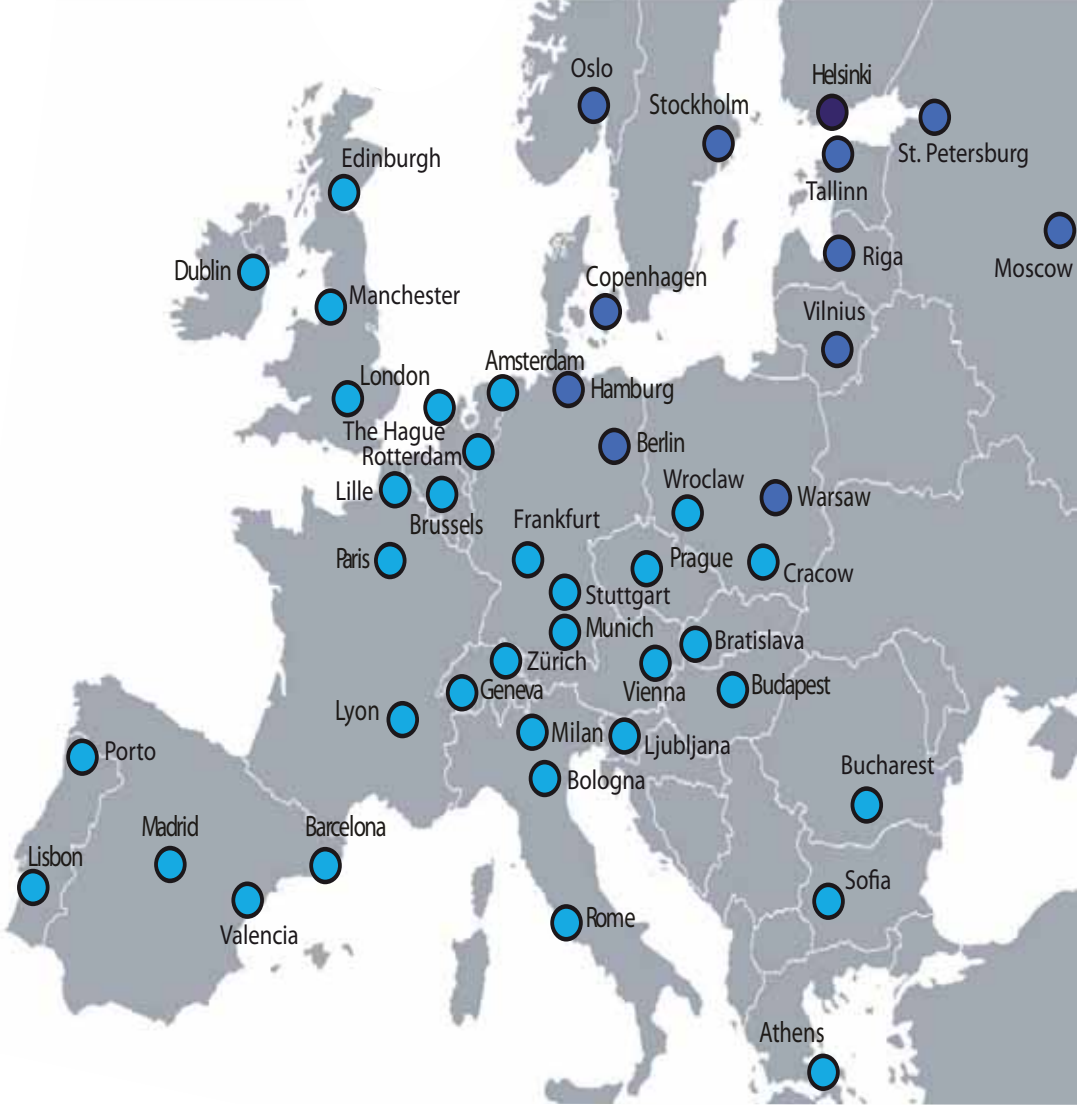 Oslo
Helsinki
Stockholm
St. Petersburg
Edinburgh
Tallinn
Dublin
Riga
Moscow
Copenhagen
Manchester
Vilnius
Amsterdam
London
Hamburg
The Hague
Rotterdam
Berlin
Wroclaw
Lille
Warsaw
Brussels
Frankfurt
Paris
Prague
Cracow
Stuttgart
Munich
Bratislava
Zürich
Geneva
Vienna
Budapest
Lyon
Milan
Ljubljana
Porto
Bologna
Bucharest
Madrid
Barcelona
Lisbon
Sofia
Rome
Valencia
Athens